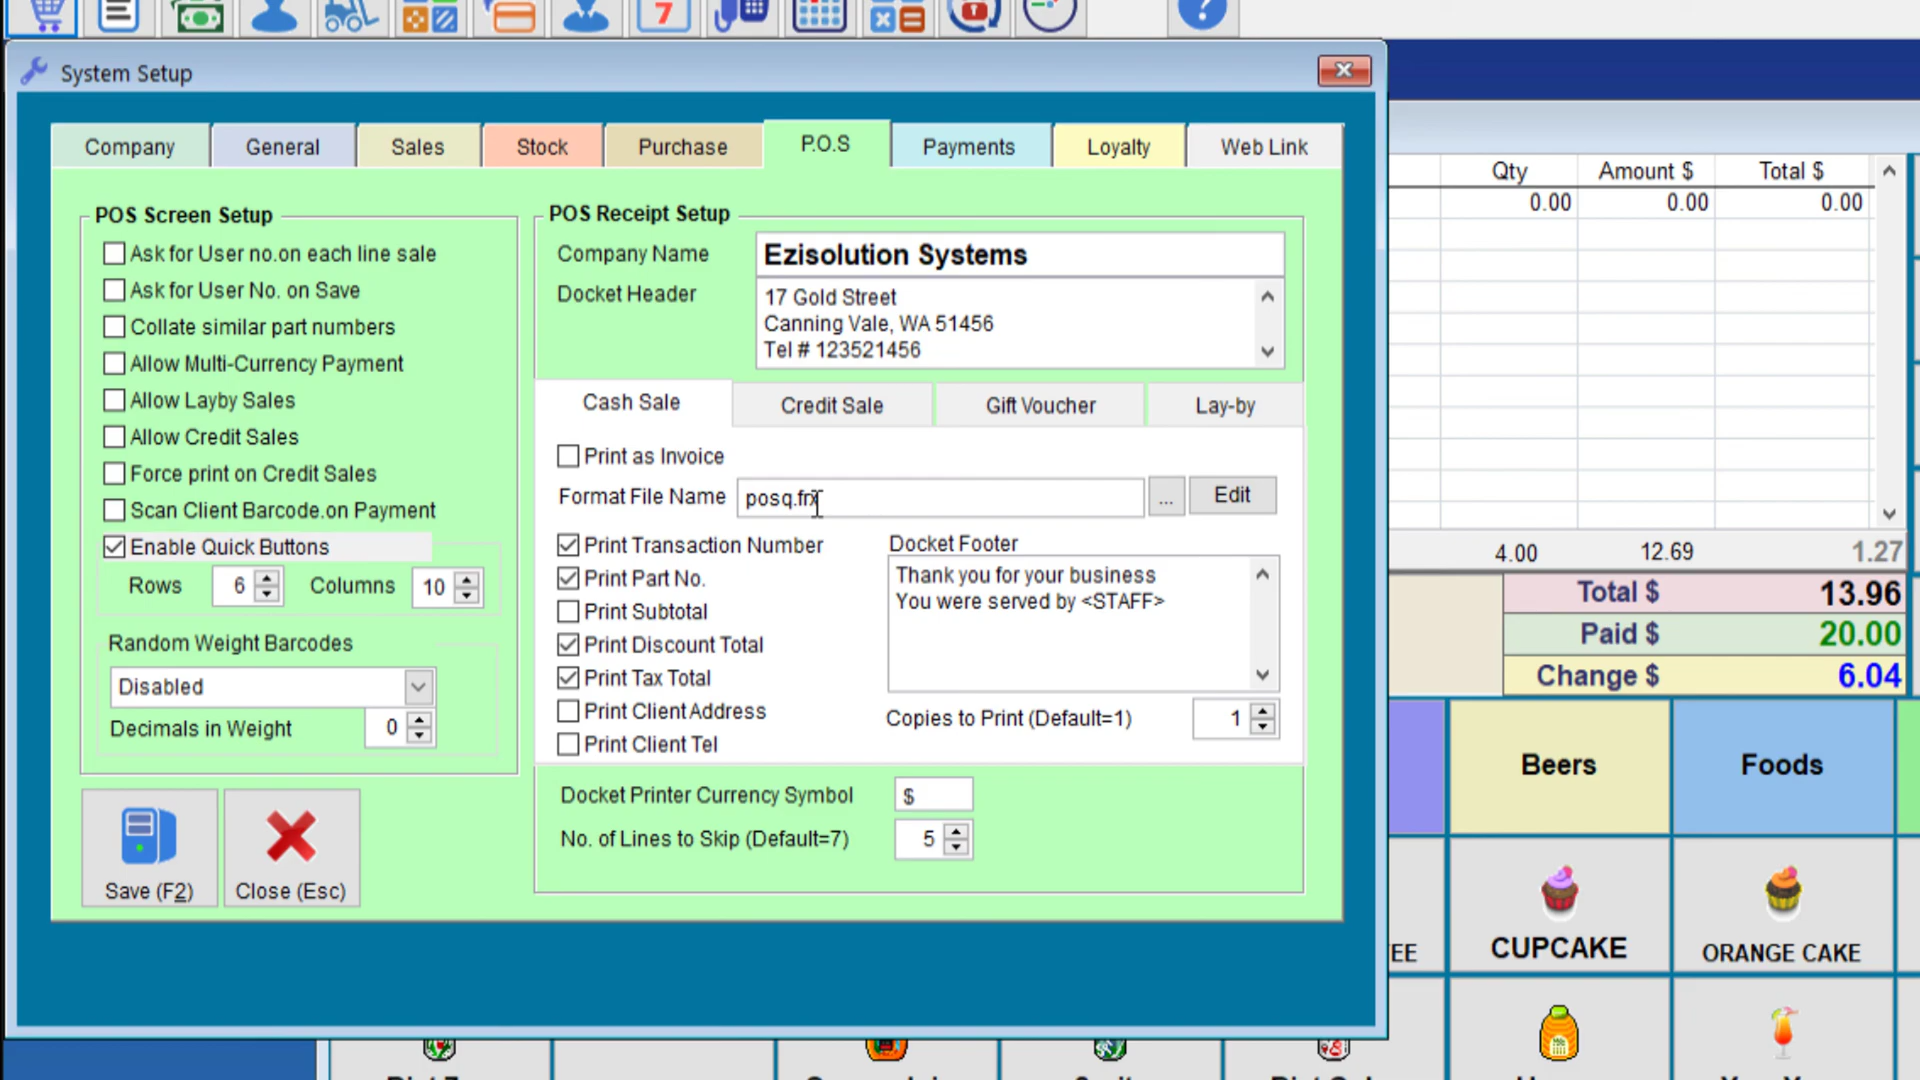 7
?
System Setup
Company
General
Sales
Stock
Purchase
P.O.S
Payments
Loyalty
Web Link
POS Screen Setup
Ask for User no.on each line sale
Ask for User No. on Save
Collate similar part numbers
Allow Multi-Currency Payment
Allow Layby Sales
Allow Credit Sales
Force print on Credit Sales
Scan Client Barcode.on Payment
Enable Quick Buttons
Rows 6 Columns 10
Random Weight Barcodes
Disabled
Decimals in Weight 0
Save (F2)
Close (Esc)
POS Receipt Setup
Company Name Ezisolution Systems
Docket Header 17 Gold Street
Canning Vale, WA 51456
Tel # 123521456
Cash Sale
Credit Sale
Gift Voucher
Lay-by
Print as Invoice
Format File Name posq.frx ... Edit
Print Transaction Number
Print Part No.
Print Subtotal
Print Discount Total
Print Tax Total
Print Client Address
Print Client Tel
Docket Footer
Thank you for your business
You were served by <STAFF>
Copies to Print (Default=1) 1
Docket Printer Currency Symbol $
No. of Lines to Skip (Default=7) 5
Qty Amount $ Total $
0.00 0.00 0.00
4.00 12.69 1.27
Total $ 13.96
Paid $ 20.00
Change $ 6.04
Beers
Foods
EE
CUPCAKE
ORANGE CAKE